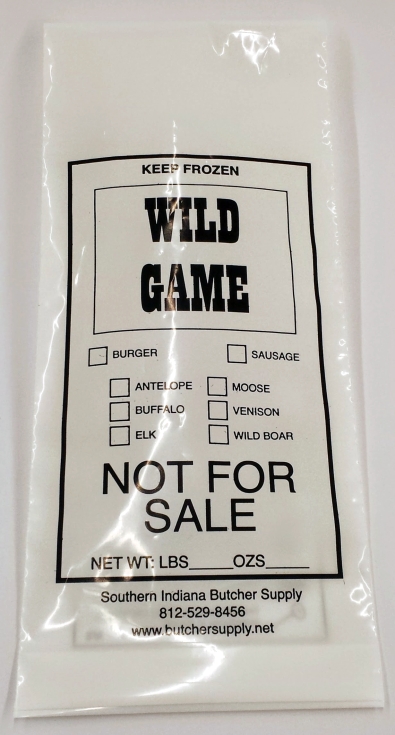 KEEP FROZEN
WILD
GAME
BURGER SAUSAGE
ANTELOPE MOOSE
BUFFALO VENISON
ELK WILD BOAR
NOT FOR
SALE
NET WT: LBS_____OZS_____
Southern Indiana Butcher Supply
812-529-8456
www.butchersupply.net